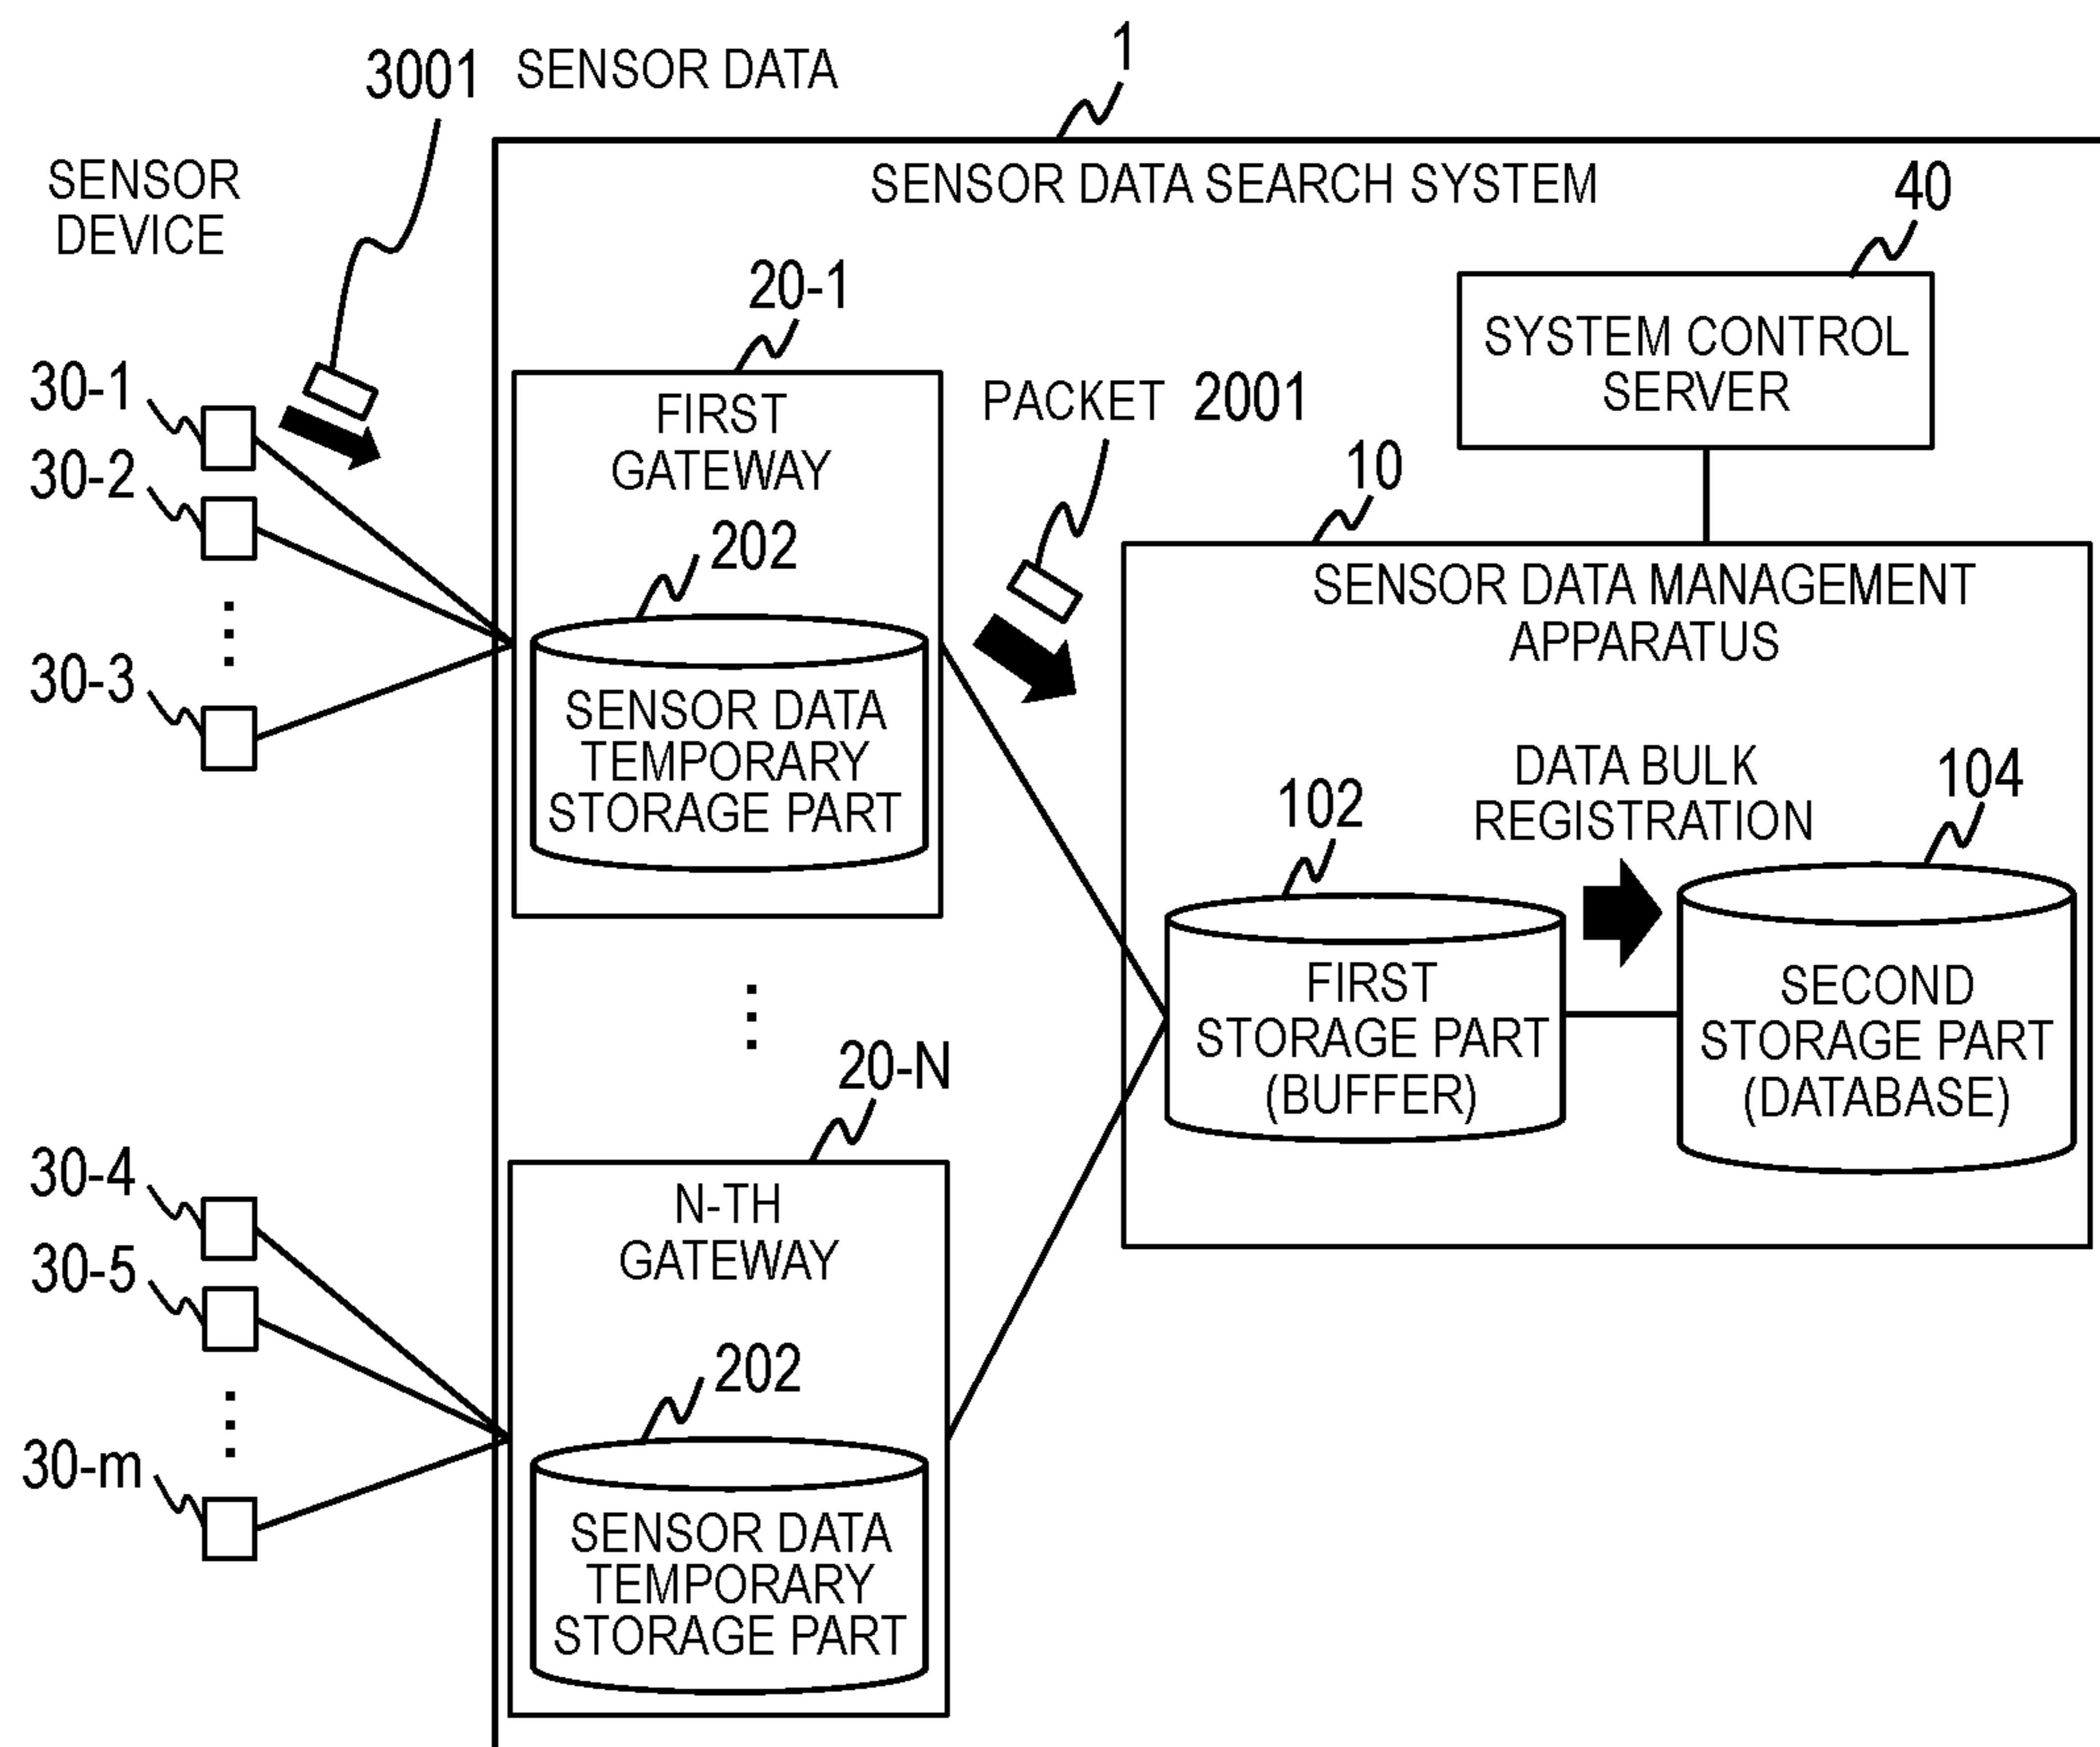 3001 SENSOR DATA
1
SENSOR
DEVICE
SENSOR DATA SEARCH SYSTEM
40
SYSTEM CONTROL
SERVER
20-1
FIRST
GATEWAY
202
SENSOR DATA
TEMPORARY
STORAGE PART
30-1
30-2
30-3
PACKET 2001
10
SENSOR DATA MANAGEMENT
APPARATUS
DATA BULK
REGISTRATION
102
104
FIRST
STORAGE PART
(BUFFER)
SECOND
STORAGE PART
(DATABASE)
20-N
N-TH
GATEWAY
202
SENSOR DATA
TEMPORARY
STORAGE PART
30-4
30-5
30-m